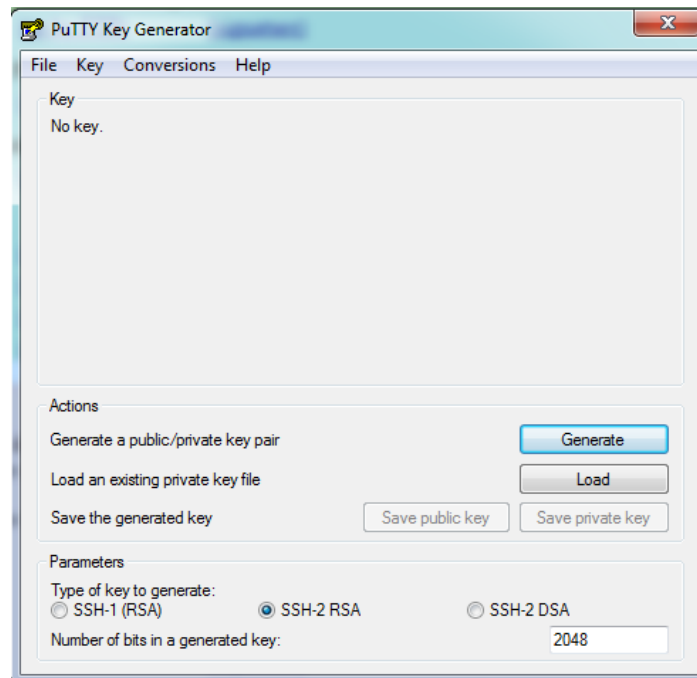 PuTTY Key Generator
File Key Conversions Help
Key
No key.
Actions
Generate a public/private key pair Generate
Load an existing private key file Load
Save the generated key Save public key Save private key
Parameters
Type of key to generate:
SSH-1 (RSA) SSH-2 RSA SSH-2 DSA
Number of bits in a generated key: 2048